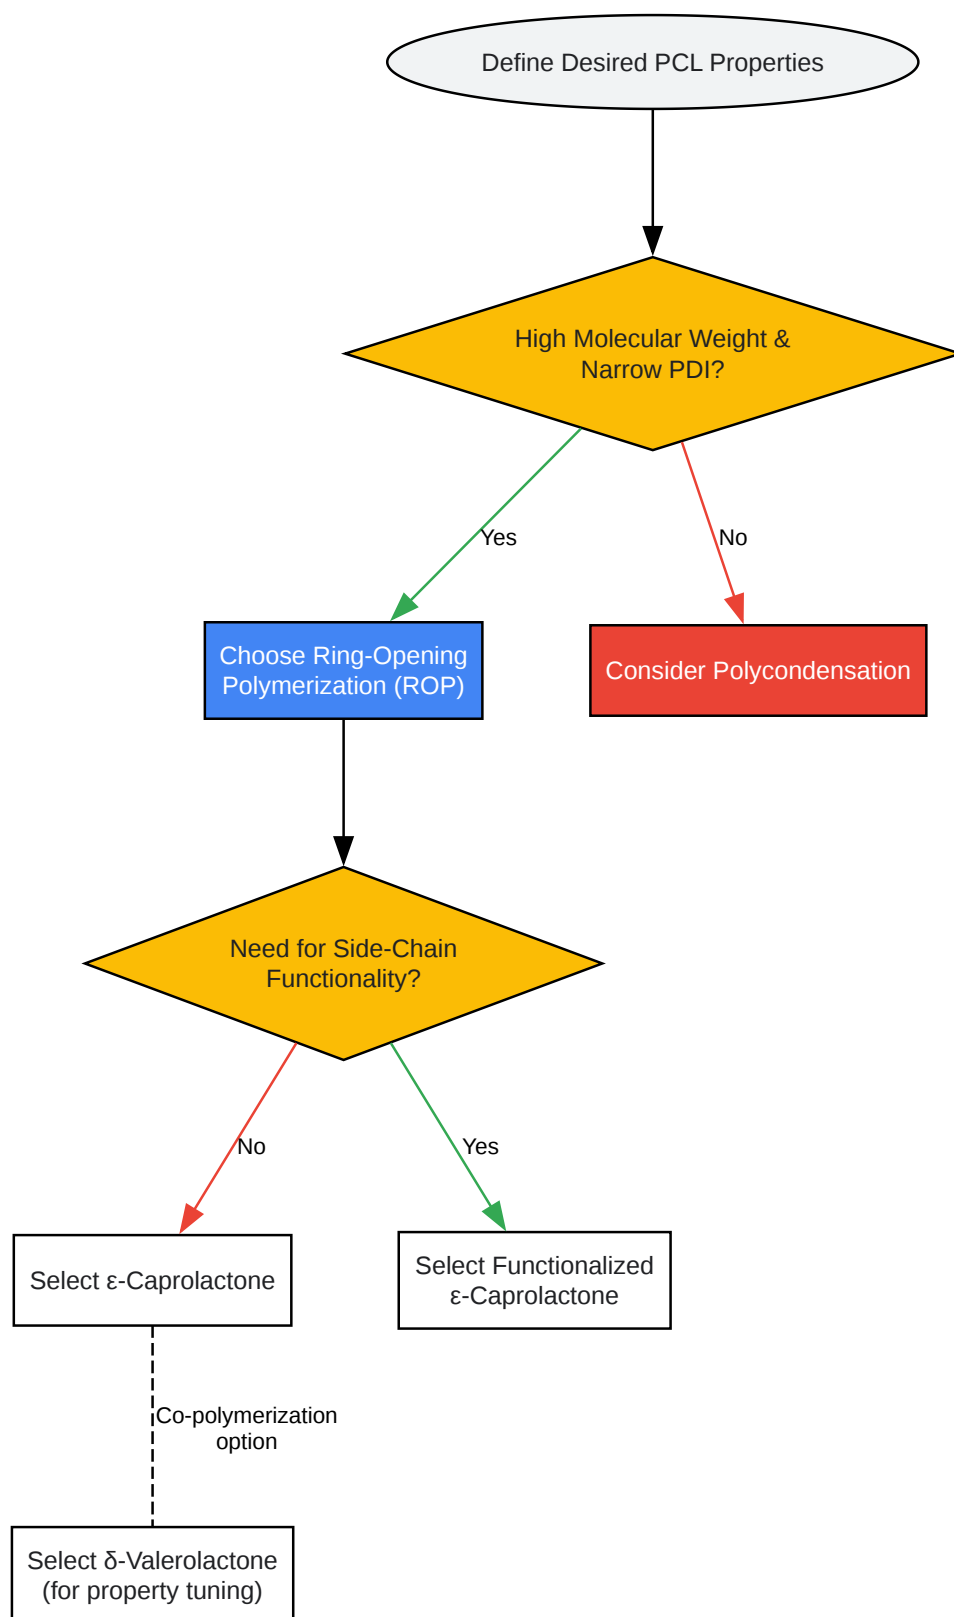 Define Desired PCL Properties
High Molecular Weight &
Narrow PDI?
Yes
No
Choose Ring-Opening
Polymerization (ROP)
Consider Polycondensation
Need for Side-Chain
Functionality?
No
Yes
Select ε-Caprolactone
Select Functionalized
ε-Caprolactone
Co-polymerization
option
Select δ-Valerolactone
(for property tuning)